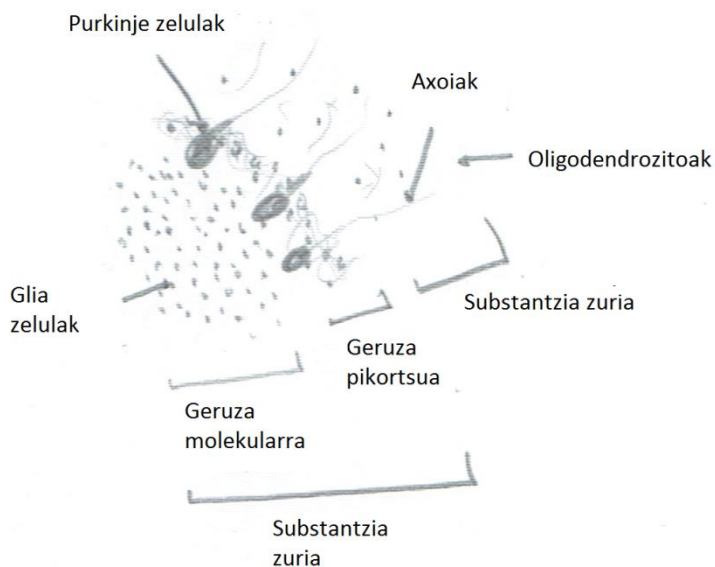 Purkinje zelulak
Axoiak
Oligodendrozitoak
Glia
zelulak
Substantzia zuria
Geruza
pikortsua
Geruza
molekularra
Substantzia
zuria